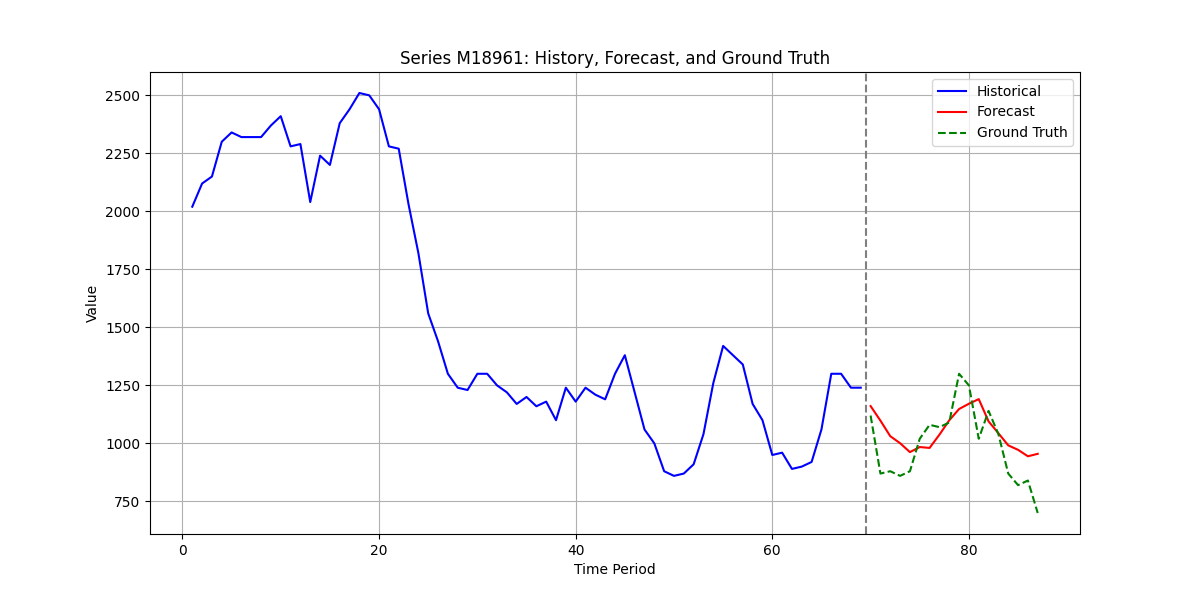 Series M18961: History, Forecast, and Ground Truth
Historical
Forecast
Ground Truth
2500
2250
2000
1750
1500
1250
1000
750
Value
0 20 40 60 80
Time Period